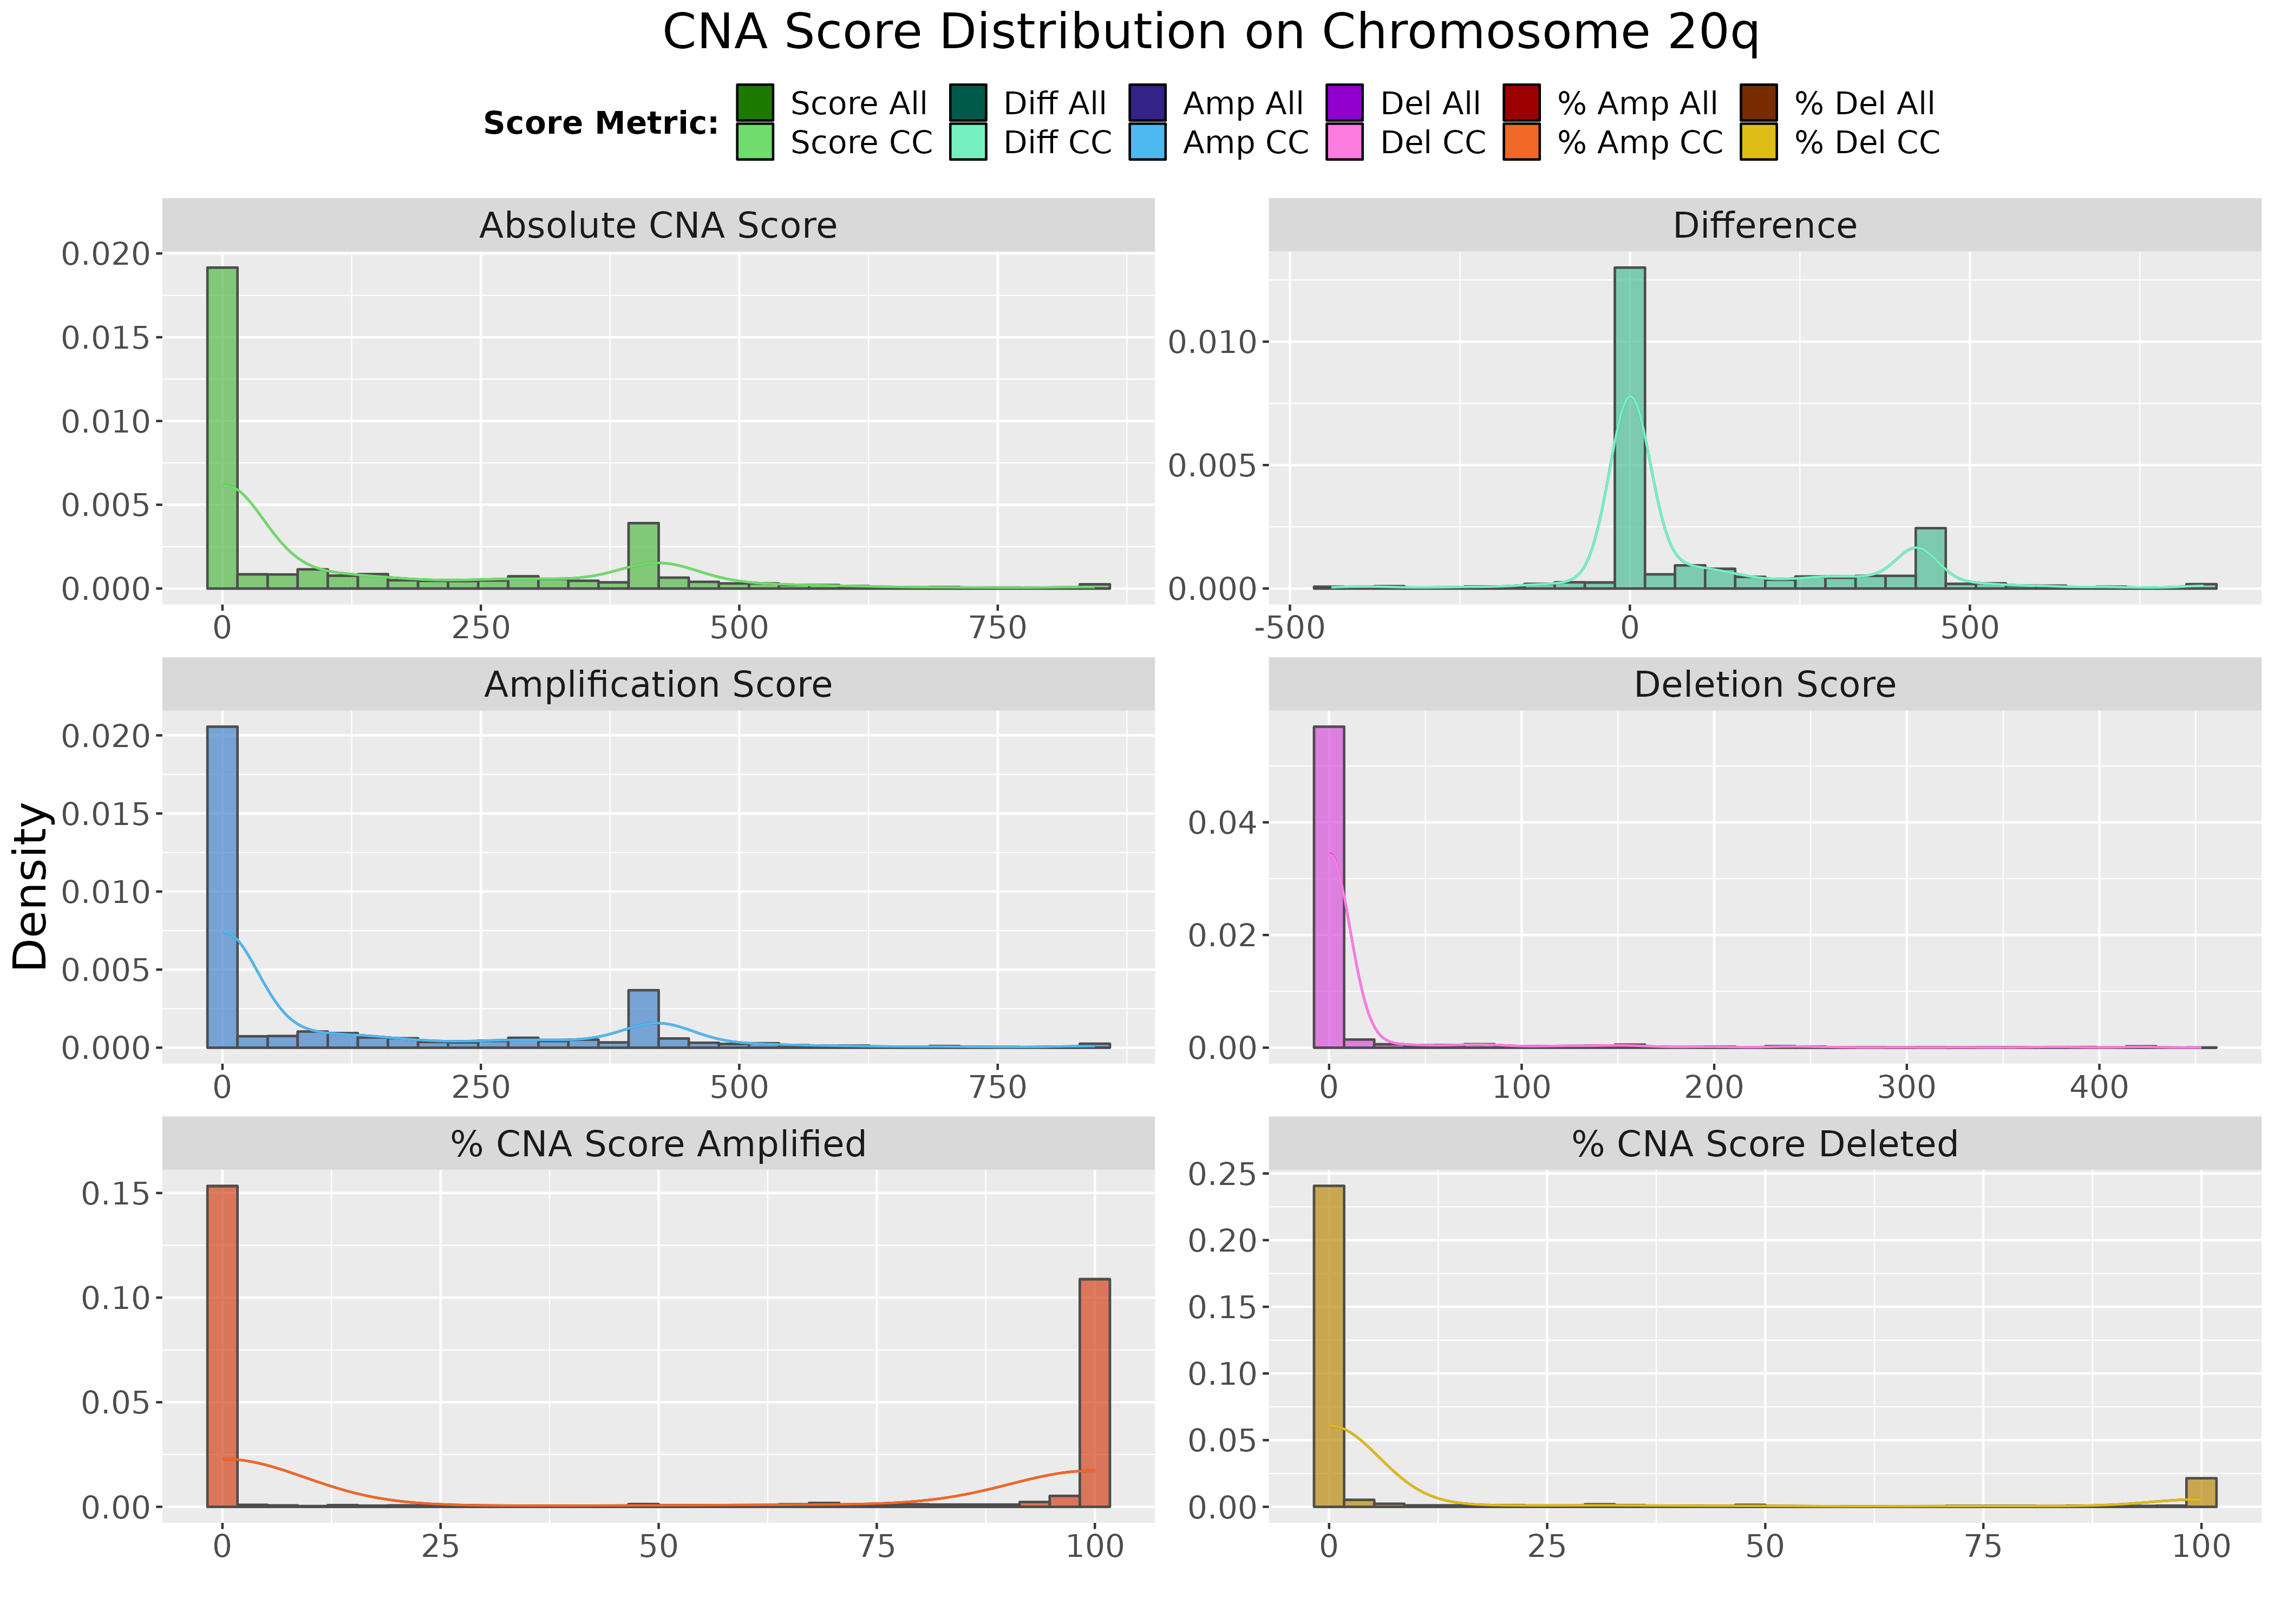 CNA Score Distribution on Chromosome 20q
Score Metric:
Score All Diff All Amp All Del All % Amp All % Del All
Score CC Diff CC Amp CC Del CC % Amp CC % Del CC
Absolute CNA Score
0.020
0.015
0.010
0.005
0.000
0 250 500 750
Difference
0.010
0.005
0.000
-500 0 500
Density
Amplification Score
0.020
0.015
0.010
0.005
0.000
0 250 500 750
Deletion Score
0.04
0.02
0.00
0 100 200 300 400
% CNA Score Amplified
0.15
0.10
0.05
0.00
0 25 50 75 100
% CNA Score Deleted
0.25
0.20
0.15
0.10
0.05
0.00
0 25 50 75 100